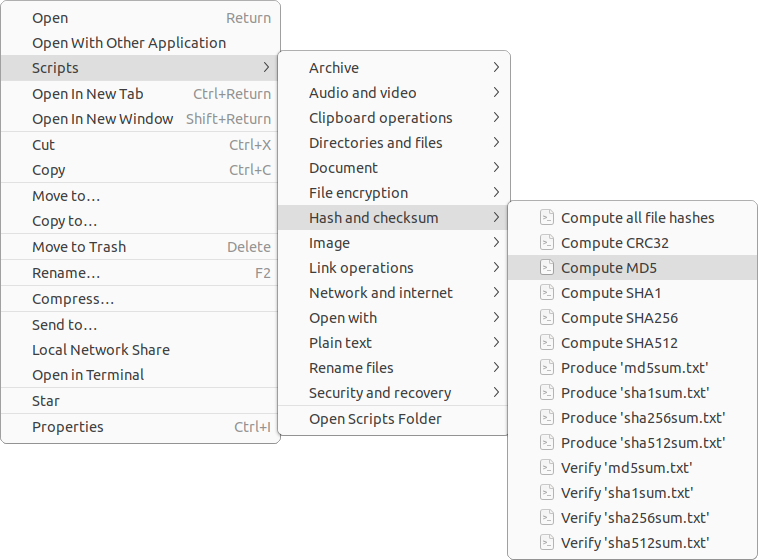 Open Return
Open With Other Application
Scripts
Open In New Tab Ctrl+Return
Open In New Window Shift+Return
Cut Ctrl+X
Copy Ctrl+C
Move to…
Copy to…
Move to Trash Delete
Rename… F2
Compress…
Send to…
Local Network Share
Open in Terminal
Star
Properties Ctrl+I
Archive
Audio and video
Clipboard operations
Directories and files
Document
File encryption
Hash and checksum
Image
Link operations
Network and internet
Open with
Plain text
Rename files
Security and recovery
Open Scripts Folder
Compute all file hashes
Compute CRC32
Compute MD5
Compute SHA1
Compute SHA256
Compute SHA512
Produce 'md5sum.txt'
Produce 'sha1sum.txt'
Produce 'sha256sum.txt'
Produce 'sha512sum.txt'
Verify 'md5sum.txt'
Verify 'sha1sum.txt'
Verify 'sha256sum.txt'
Verify 'sha512sum.txt'